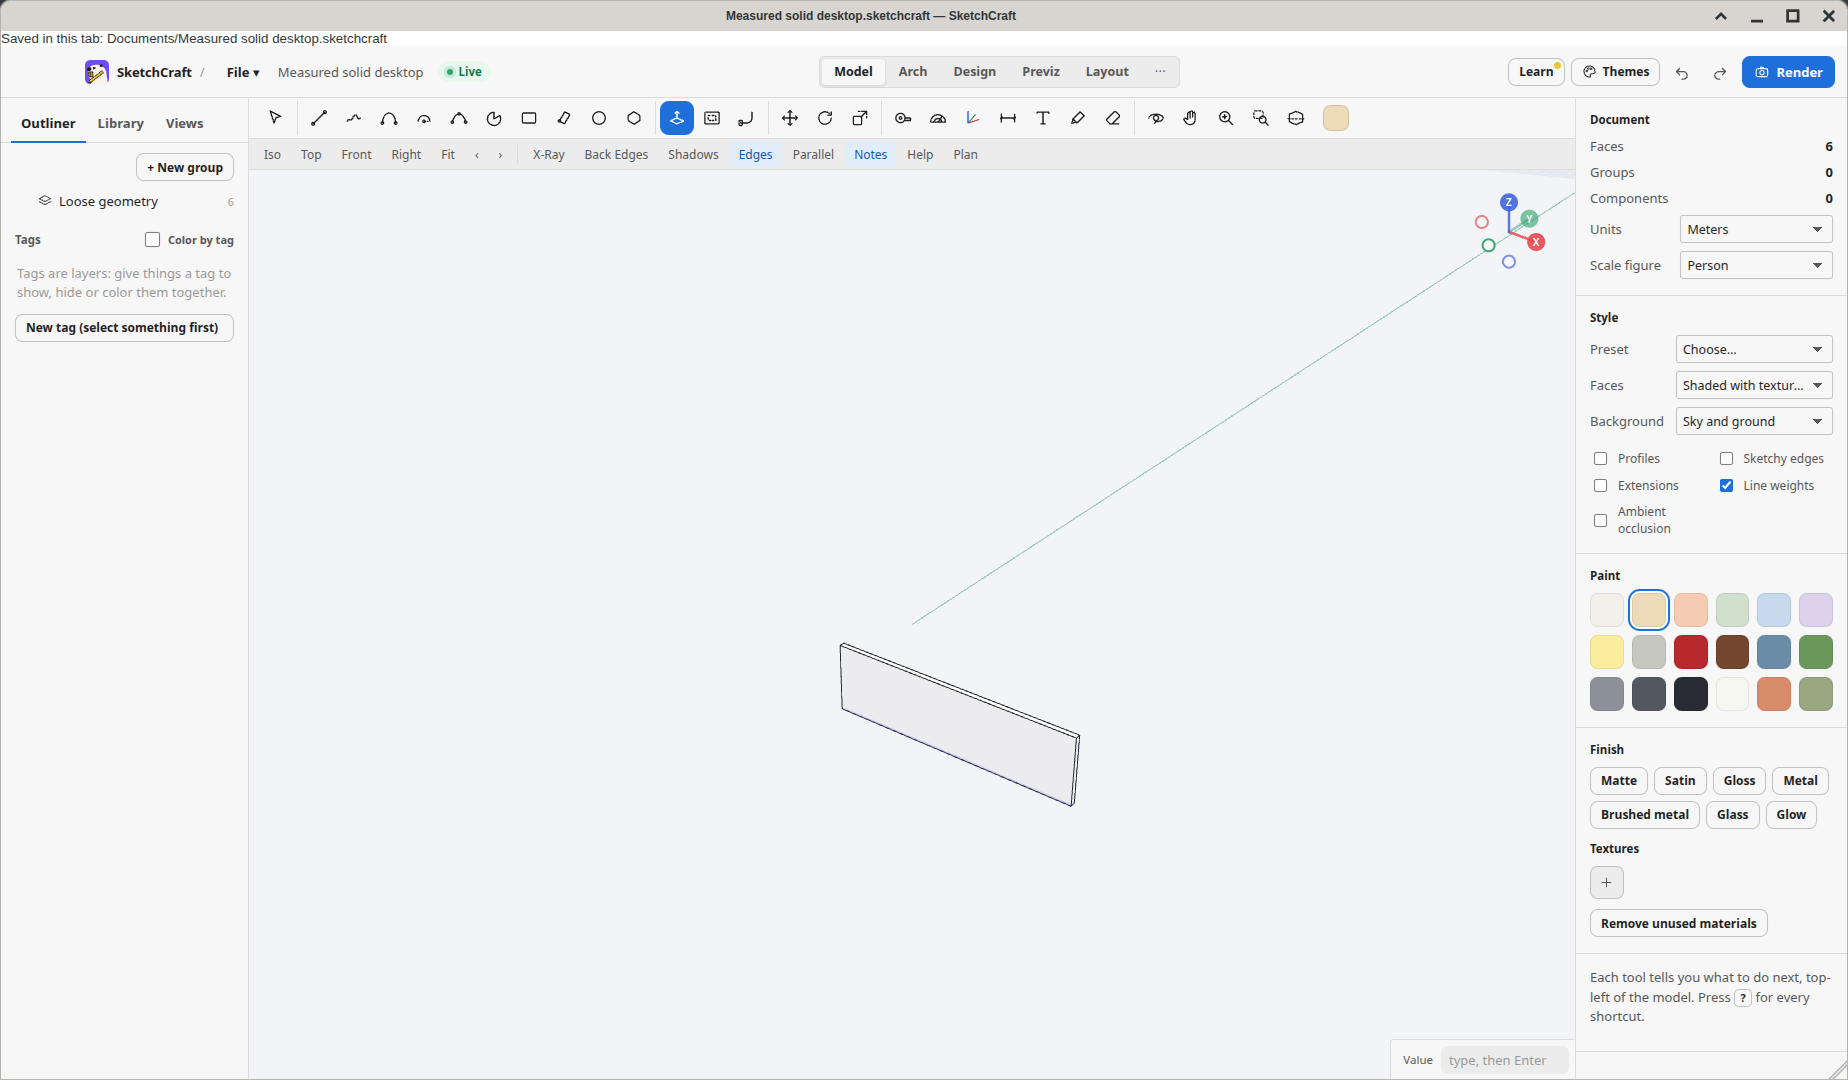 Measured solid desktop.sketchcraft — SketchCraft
Saved in this tab: Documents/Measured solid desktop.sketchcraft
SketchCraft / File ▾ Measured solid desktop Live
Model Arch Design Previz Layout ···
Learn Themes Render
Outliner Library Views
+ New group
Loose geometry 6
Tags Color by tag
Tags are layers: give things a tag to
show, hide or color them together.
New tag (select something first)
Iso Top Front Right Fit ‹ › X-Ray Back Edges Shadows Edges Parallel Notes Help Plan
Z
Y
X
Value type, then Enter
Document
Faces 6
Groups 0
Components 0
Units Meters
Scale figure Person
Style
Preset Choose...
Faces Shaded with textur...
Background Sky and ground
Profiles Sketchy edges
Extensions Line weights
Ambient
occlusion
Paint
Finish
Matte Satin Gloss Metal
Brushed metal Glass Glow
Textures
+
Remove unused materials
Each tool tells you what to do next, top-
left of the model. Press ? for every
shortcut.